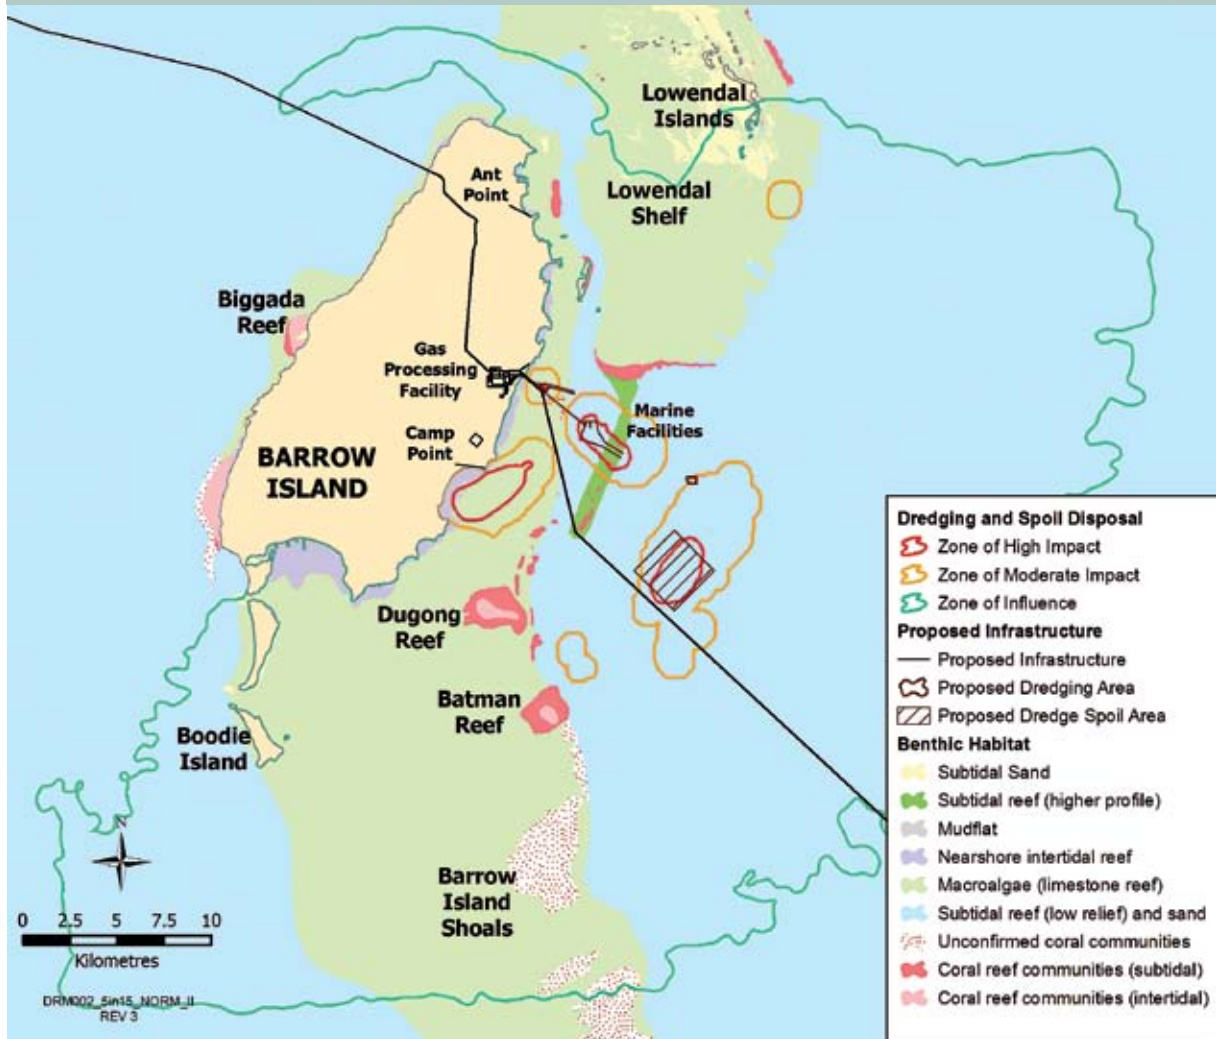 Lowendal
Islands
Ant
Point
Lowendal
Shelf
Biggada
Reef
Gas
Processing
Facility
Marine
Facilities
Camp
Point
BARROW
ISLAND
Dugong
Reef
Batman
Reef
Boodie
Island
Barrow
Island
Shoals
N
0 2.5 5 7.5 10
Kilometres
DRM002_5in15_NORM_II
REV 3
Dredging and Spoil Disposal
Zone of High Impact
Zone of Moderate Impact
Zone of Influence
Proposed Infrastructure
Proposed Infrastructure
Proposed Dredging Area
Proposed Dredge Spoil Area
Benthic Habitat
Subtidal Sand
Subtidal reef (higher profile)
Mudflat
Nearshore intertidal reef
Macroalgae (limestone reef)
Subtidal reef (low relief) and sand
Unconfirmed coral communities
Coral reef communities (subtidal)
Coral reef communities (intertidal)